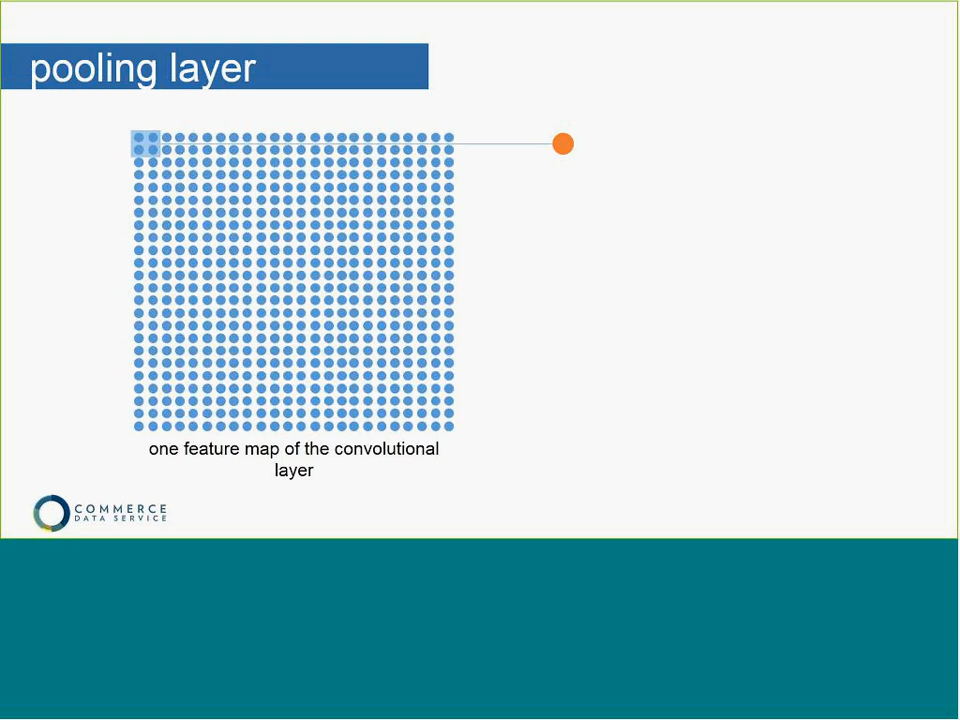 pooling layer
one feature map of the convolutional
layer
COMMERCE
DATA SERVICE